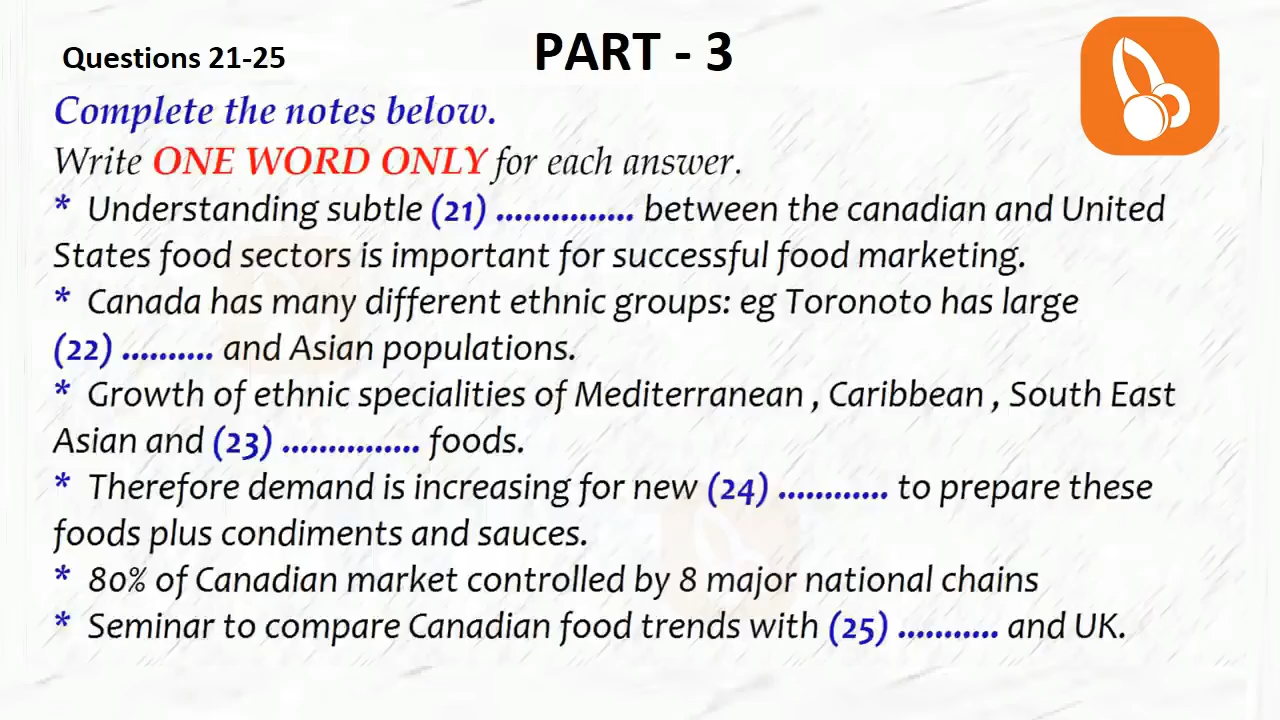 Questions 21-25
PART - 3
Complete the notes below.
Write ONE WORD ONLY for each answer.
* Understanding subtle (21) ............... between the canadian and United
States food sectors is important for successful food marketing.
* Canada has many different ethnic groups: eg Toronoto has large
(22) .......... and Asian populations.
* Growth of ethnic specialities of Mediterranean , Caribbean , South East
Asian and (23) ............... foods.
* Therefore demand is increasing for new (24) ............ to prepare these
foods plus condiments and sauces.
* 80% of Canadian market controlled by 8 major national chains
* Seminar to compare Canadian food trends with (25) ........... and UK.